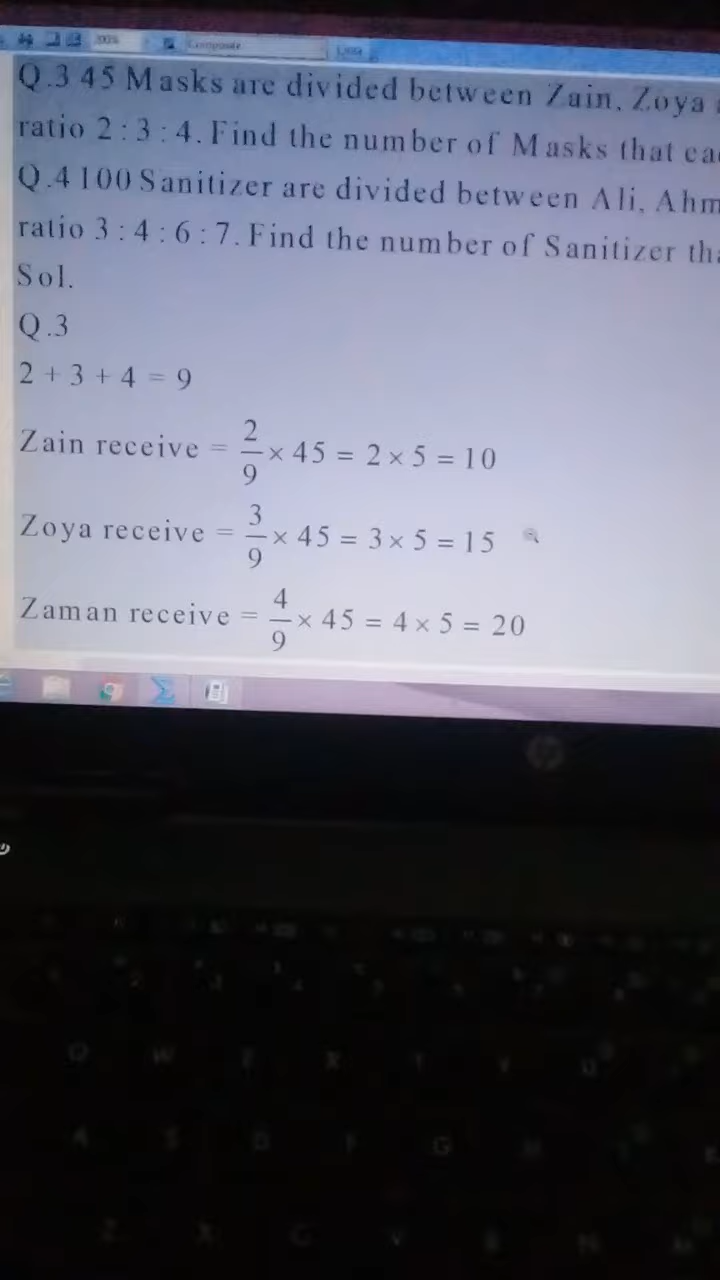 100%
Q.3 45 Masks are divided between Zain, Zoya
ratio 2 : 3 : 4. Find the number of Masks that
Q.4 100 Sanitizer are divided between Ali,
ratio 3 : 4 : 6 : 7. Find the number of Sanitizer
Sol.
Q.3
2 + 3 + 4 = 9
Zain receive = 2/9 × 45 = 2 × 5 = 10
Zoya receive = 3/9 × 45 = 3 × 5 = 15
Zaman receive = 4/9 × 45 = 4 × 5 = 20
hp